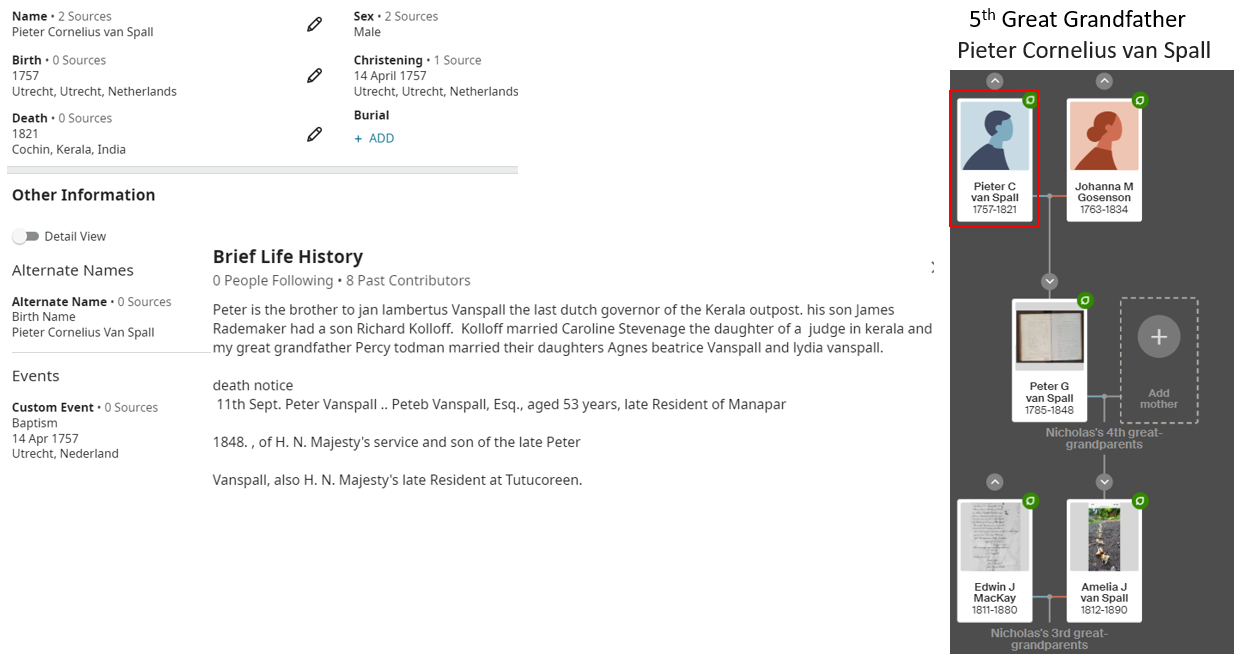 Name • 2 Sources
Pieter Cornelius van Spall
Sex • 2 Sources
Male
Birth • 0 Sources
1757
Utrecht, Utrecht, Netherlands
Christening • 1 Source
14 April 1757
Utrecht, Utrecht, Netherlands
Death • 0 Sources
1821
Cochin, Kerala, India
Burial
+ ADD
Other Information
Detail View
Alternate Names
Alternate Name • 0 Sources
Birth Name
Pieter Cornelius Van Spall
Events
Custom Event • 0 Sources
Baptism
14 Apr 1757
Utrecht, Nederland
Brief Life History
0 People Following • 8 Past Contributors
Peter is the brother to jan lambertus Vanspall the last dutch governor of the Kerala outpost. his son James
Rademaker had a son Richard Kolloff.  Kolloff married Caroline Stevenage the daughter of a  judge in kerala and
my great grandfather Percy todman married their daughters Agnes beatrice Vanspall and lydia vanspall.
death notice
11th Sept. Peter Vanspall .. Peteb Vanspall, Esq., aged 53 years, late Resident of Manapar
1848. , of H. N. Majesty's service and son of the late Peter
Vanspall, also H. N. Majesty's late Resident at Tutucoreen.
5th Great Grandfather
Pieter Cornelius van Spall
Pieter C
van Spall
1757-1821
Johanna M
Gosenson
1763-1834
Peter G
van Spall
1785-1848
Add
mother
Nicholas's 4th great-
grandparents
Edwin J
MacKay
1811-1880
Amelia J
van Spall
1812-1890
Nicholas's 3rd great-
grandparents